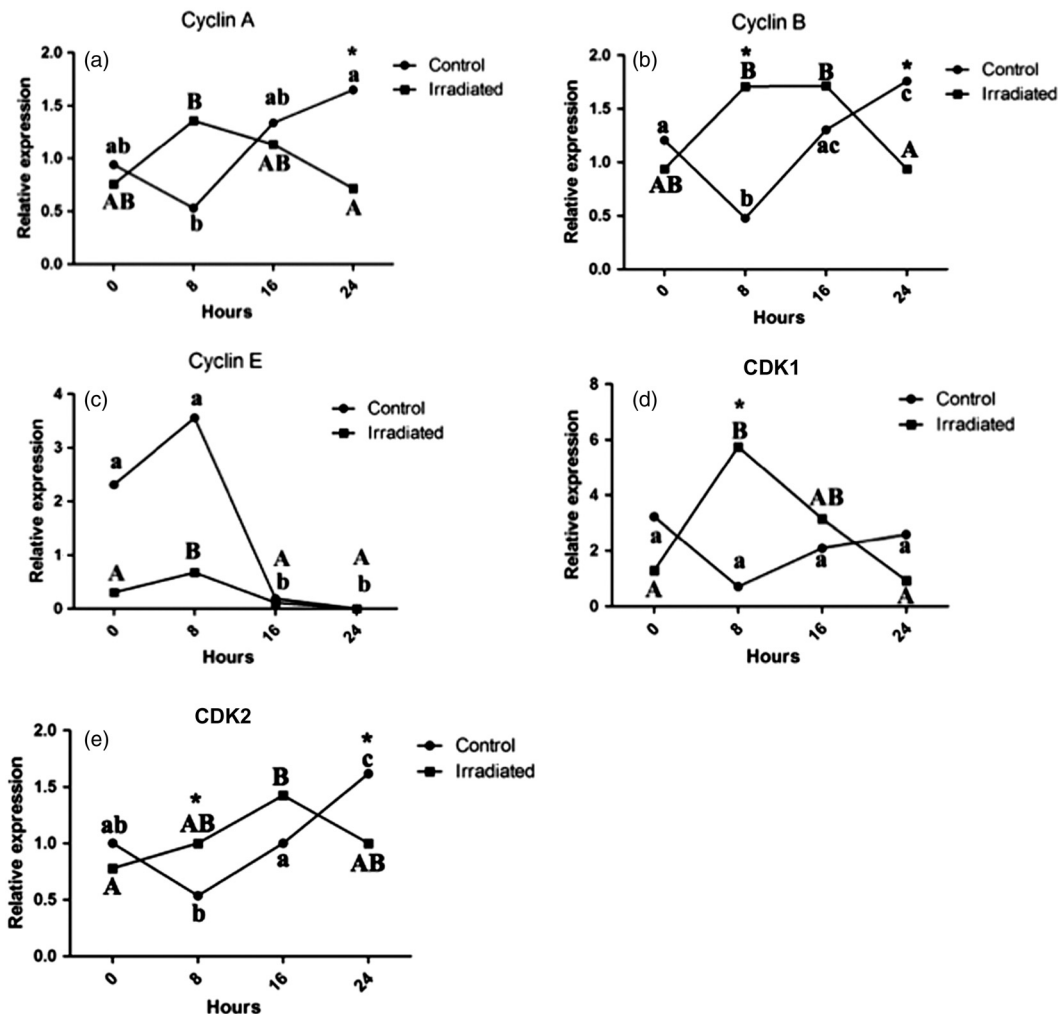 Cyclin A
(a)
2.0
1.5
1.0
0.5
0.0
Relative expression
ab
AB
B
b
ab
AB
*
a
A
0
8
16
24
Hours
Control
Irradiated
Cyclin B
(b)
2.0
1.5
1.0
0.5
0.0
Relative expression
a
AB
*
B
b
B
ac
*
c
A
0
8
16
24
Hours
Control
Irradiated
Cyclin E
(c)
4
3
2
1
0
Relative expression
a
A
a
B
A
b
A
b
0
8
16
24
Hours
Control
Irradiated
CDK1
(d)
8
6
4
2
0
Relative expression
a
A
*
B
a
AB
a
a
A
0
8
16
24
Hours
Control
Irradiated
CDK2
(e)
2.0
1.5
1.0
0.5
0.0
Relative expression
ab
A
*
AB
b
B
a
*
c
AB
0
8
16
24
Hours
Control
Irradiated